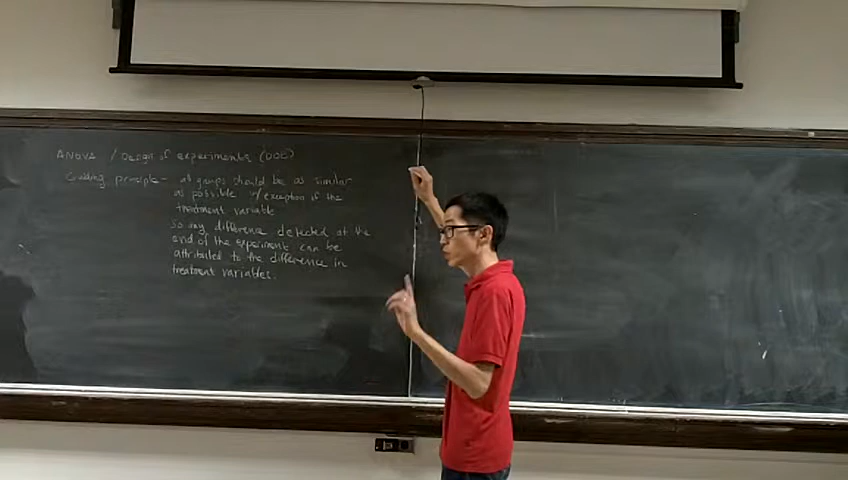 ANOVA / Design of experiments (DOE)
Guiding principle - all groups should be as similar
as possible w/ exception of the
treatment variable
So any difference detected at the
end of the experiment can be
attributed to the difference in
treatment variables.